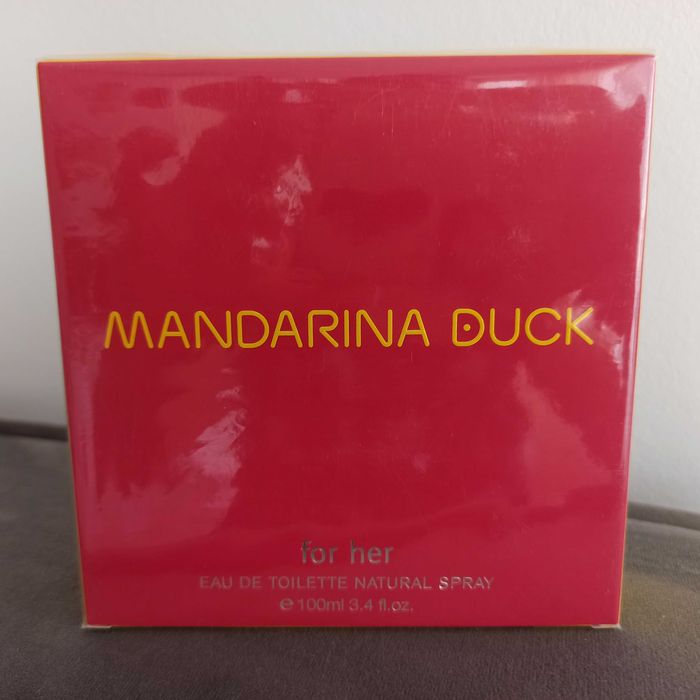 MANDARINA DUCK
for her
EAU DE TOILETTE NATURAL SPRAY
℮100ml 3.4 fl.oz.